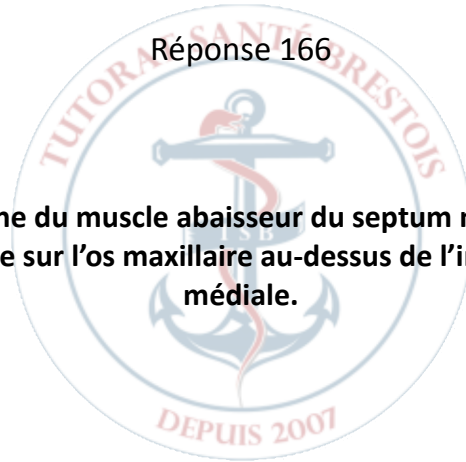 Réponse 166
TUTORAT SANTÉ BRESTOIS
du muscle abaisseur du septum
sur l'os maxillaire au-dessus de
médiale.
DEPUIS 2007